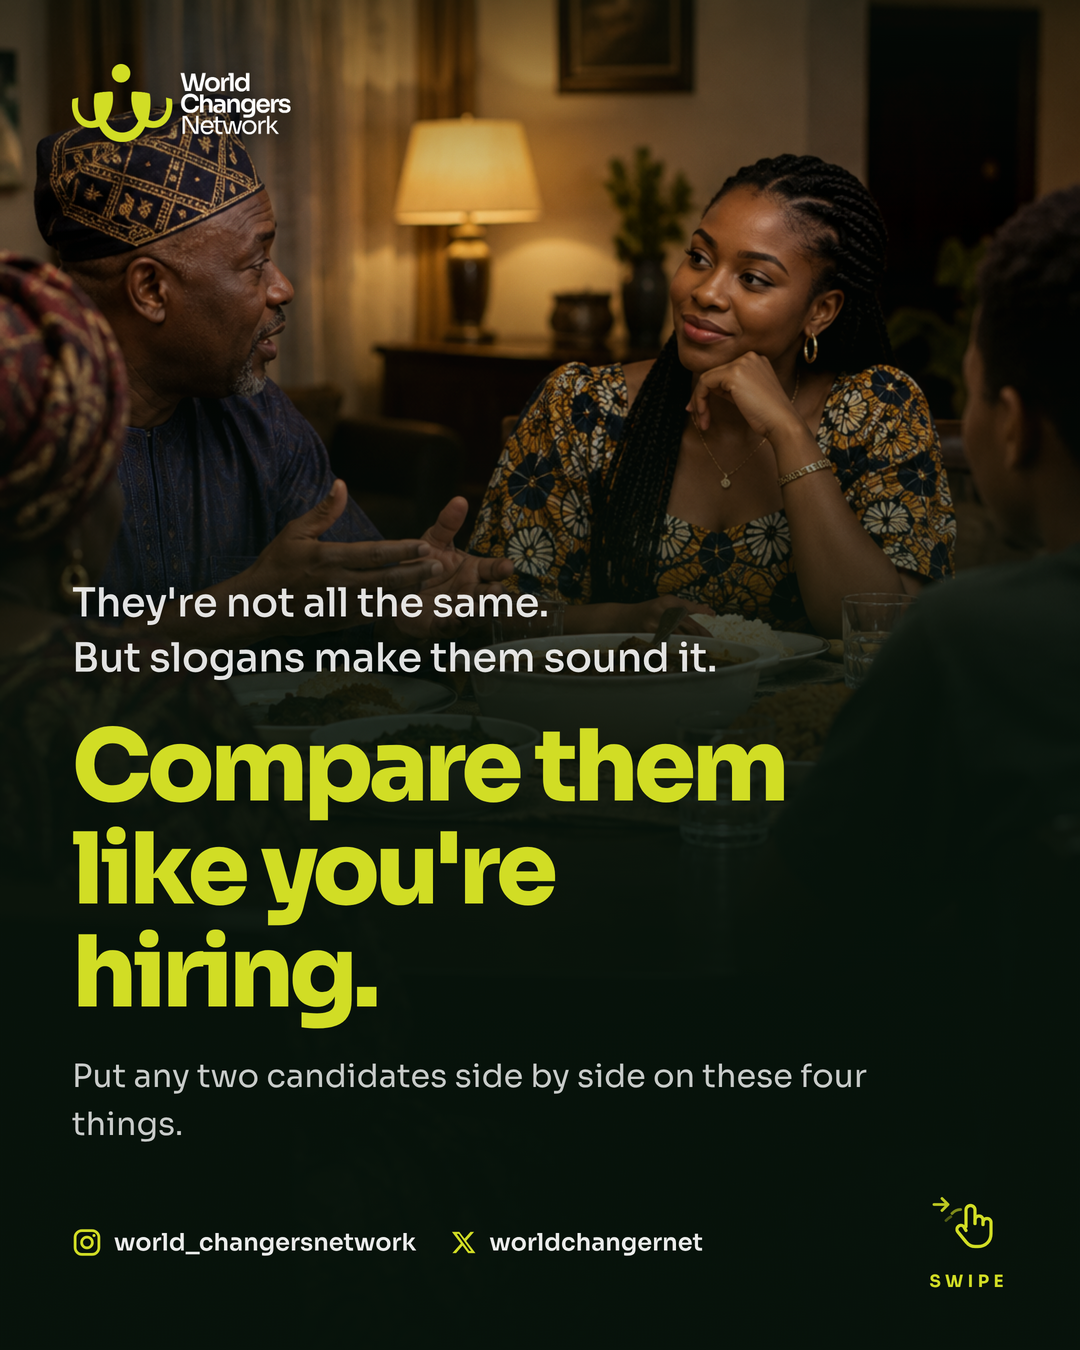 World
Changers
Network
They're not all the same.
But slogans make them sound it.
Compare them
like you're
hiring.
Put any two candidates side by side on these four
things.
world_changersnetwork
worldchangernet
SWIPE